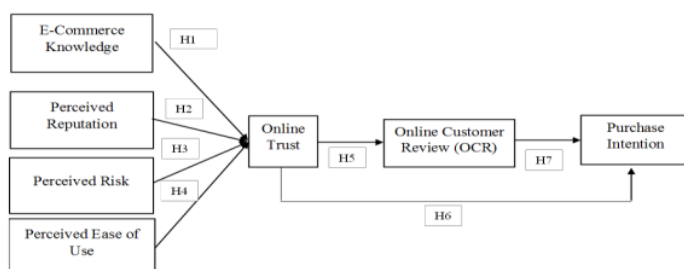 E-Commerce
Knowledge
H1
Perceived
Reputation
H2
H3
Perceived Risk
H4
Perceived Ease of
Use
Online
Trust
H5
Online Customer
Review (OCR)
H7
Purchase
Intention
H6